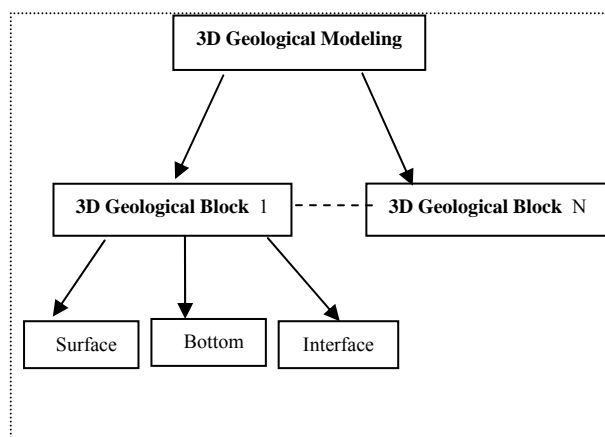 3D Geological Modeling
3D Geological Block 1
3D Geological Block N
Surface
Bottom
Interface